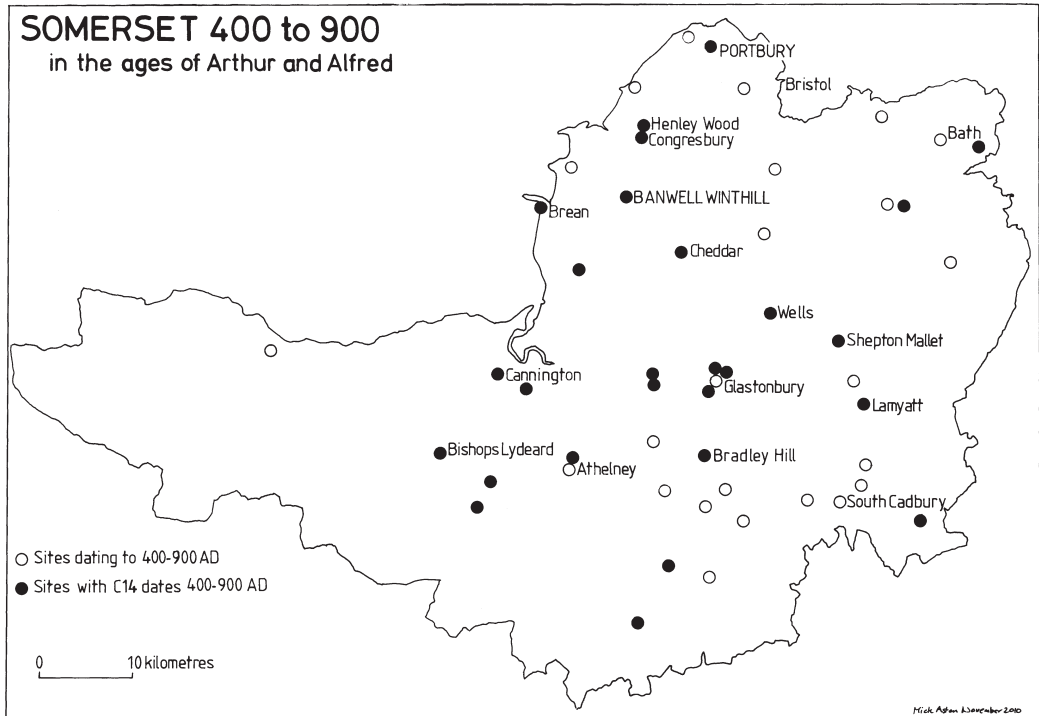 SOMERSET 400 to 900
in the ages of Arthur and Alfred
PORTBURY
Bristol
Henley Wood
Congresbury
Bath
BANWELL WINTHILL
Brean
Cheddar
Wells
Shepton Mallet
Cannington
Glastonbury
Lamyatt
Bishops Lydeard
Bradley Hill
Athelney
South Cadbury
Sites dating to 400-900 AD
Sites with C14 dates 400-900 AD
0 10 kilometres
Mick Aston November 2010